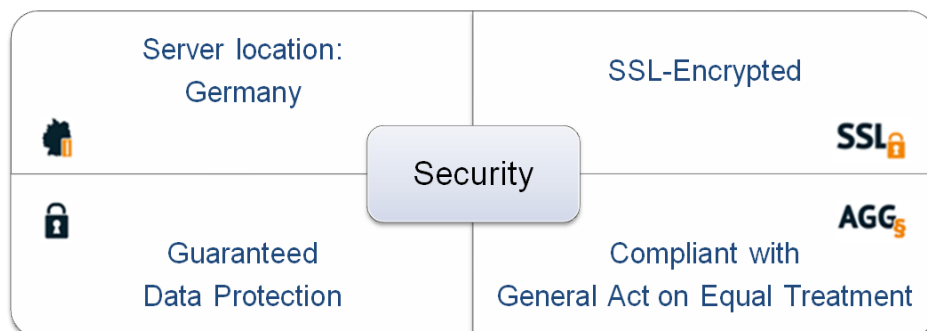 Server location:
Germany
SSL-Encrypted
SSL
Security
AGG§
Guaranteed
Data Protection
Compliant with
General Act on Equal Treatment